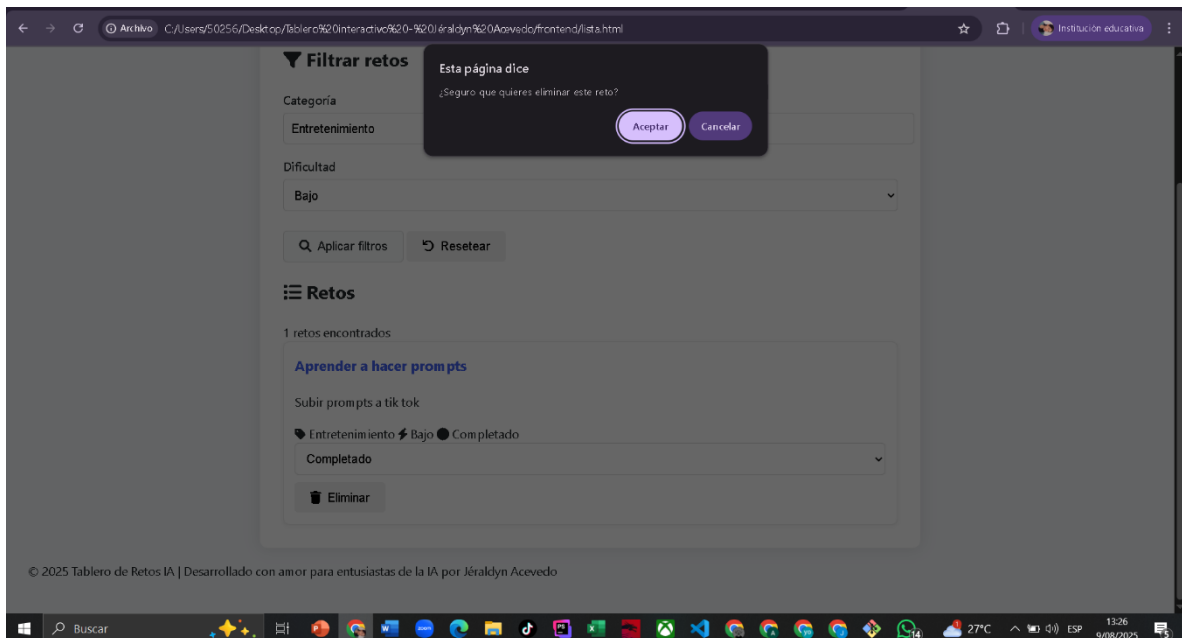 Archivo C:/Users/50256/Desktop/Tablero%20interactivo%20-%20Jéraldyn%20Acevedo/frontend/lista.html
Institución educativa
Filtrar retos
Esta página dice
¿Seguro que quieres eliminar este reto?
Aceptar Cancelar
Categoría
Entretenimiento
Dificultad
Bajo
Aplicar filtros Resetear
Retos
1 retos encontrados
Aprender a hacer prompts
Subir prompts a tik tok
Entretenimiento Bajo Completado
Completado
Eliminar
© 2025 Tablero de Retos IA | Desarrollado con amor para entusiastas de la IA por Jéraldyn Acevedo
Buscar 27°C ESP 13:26
9/08/2025